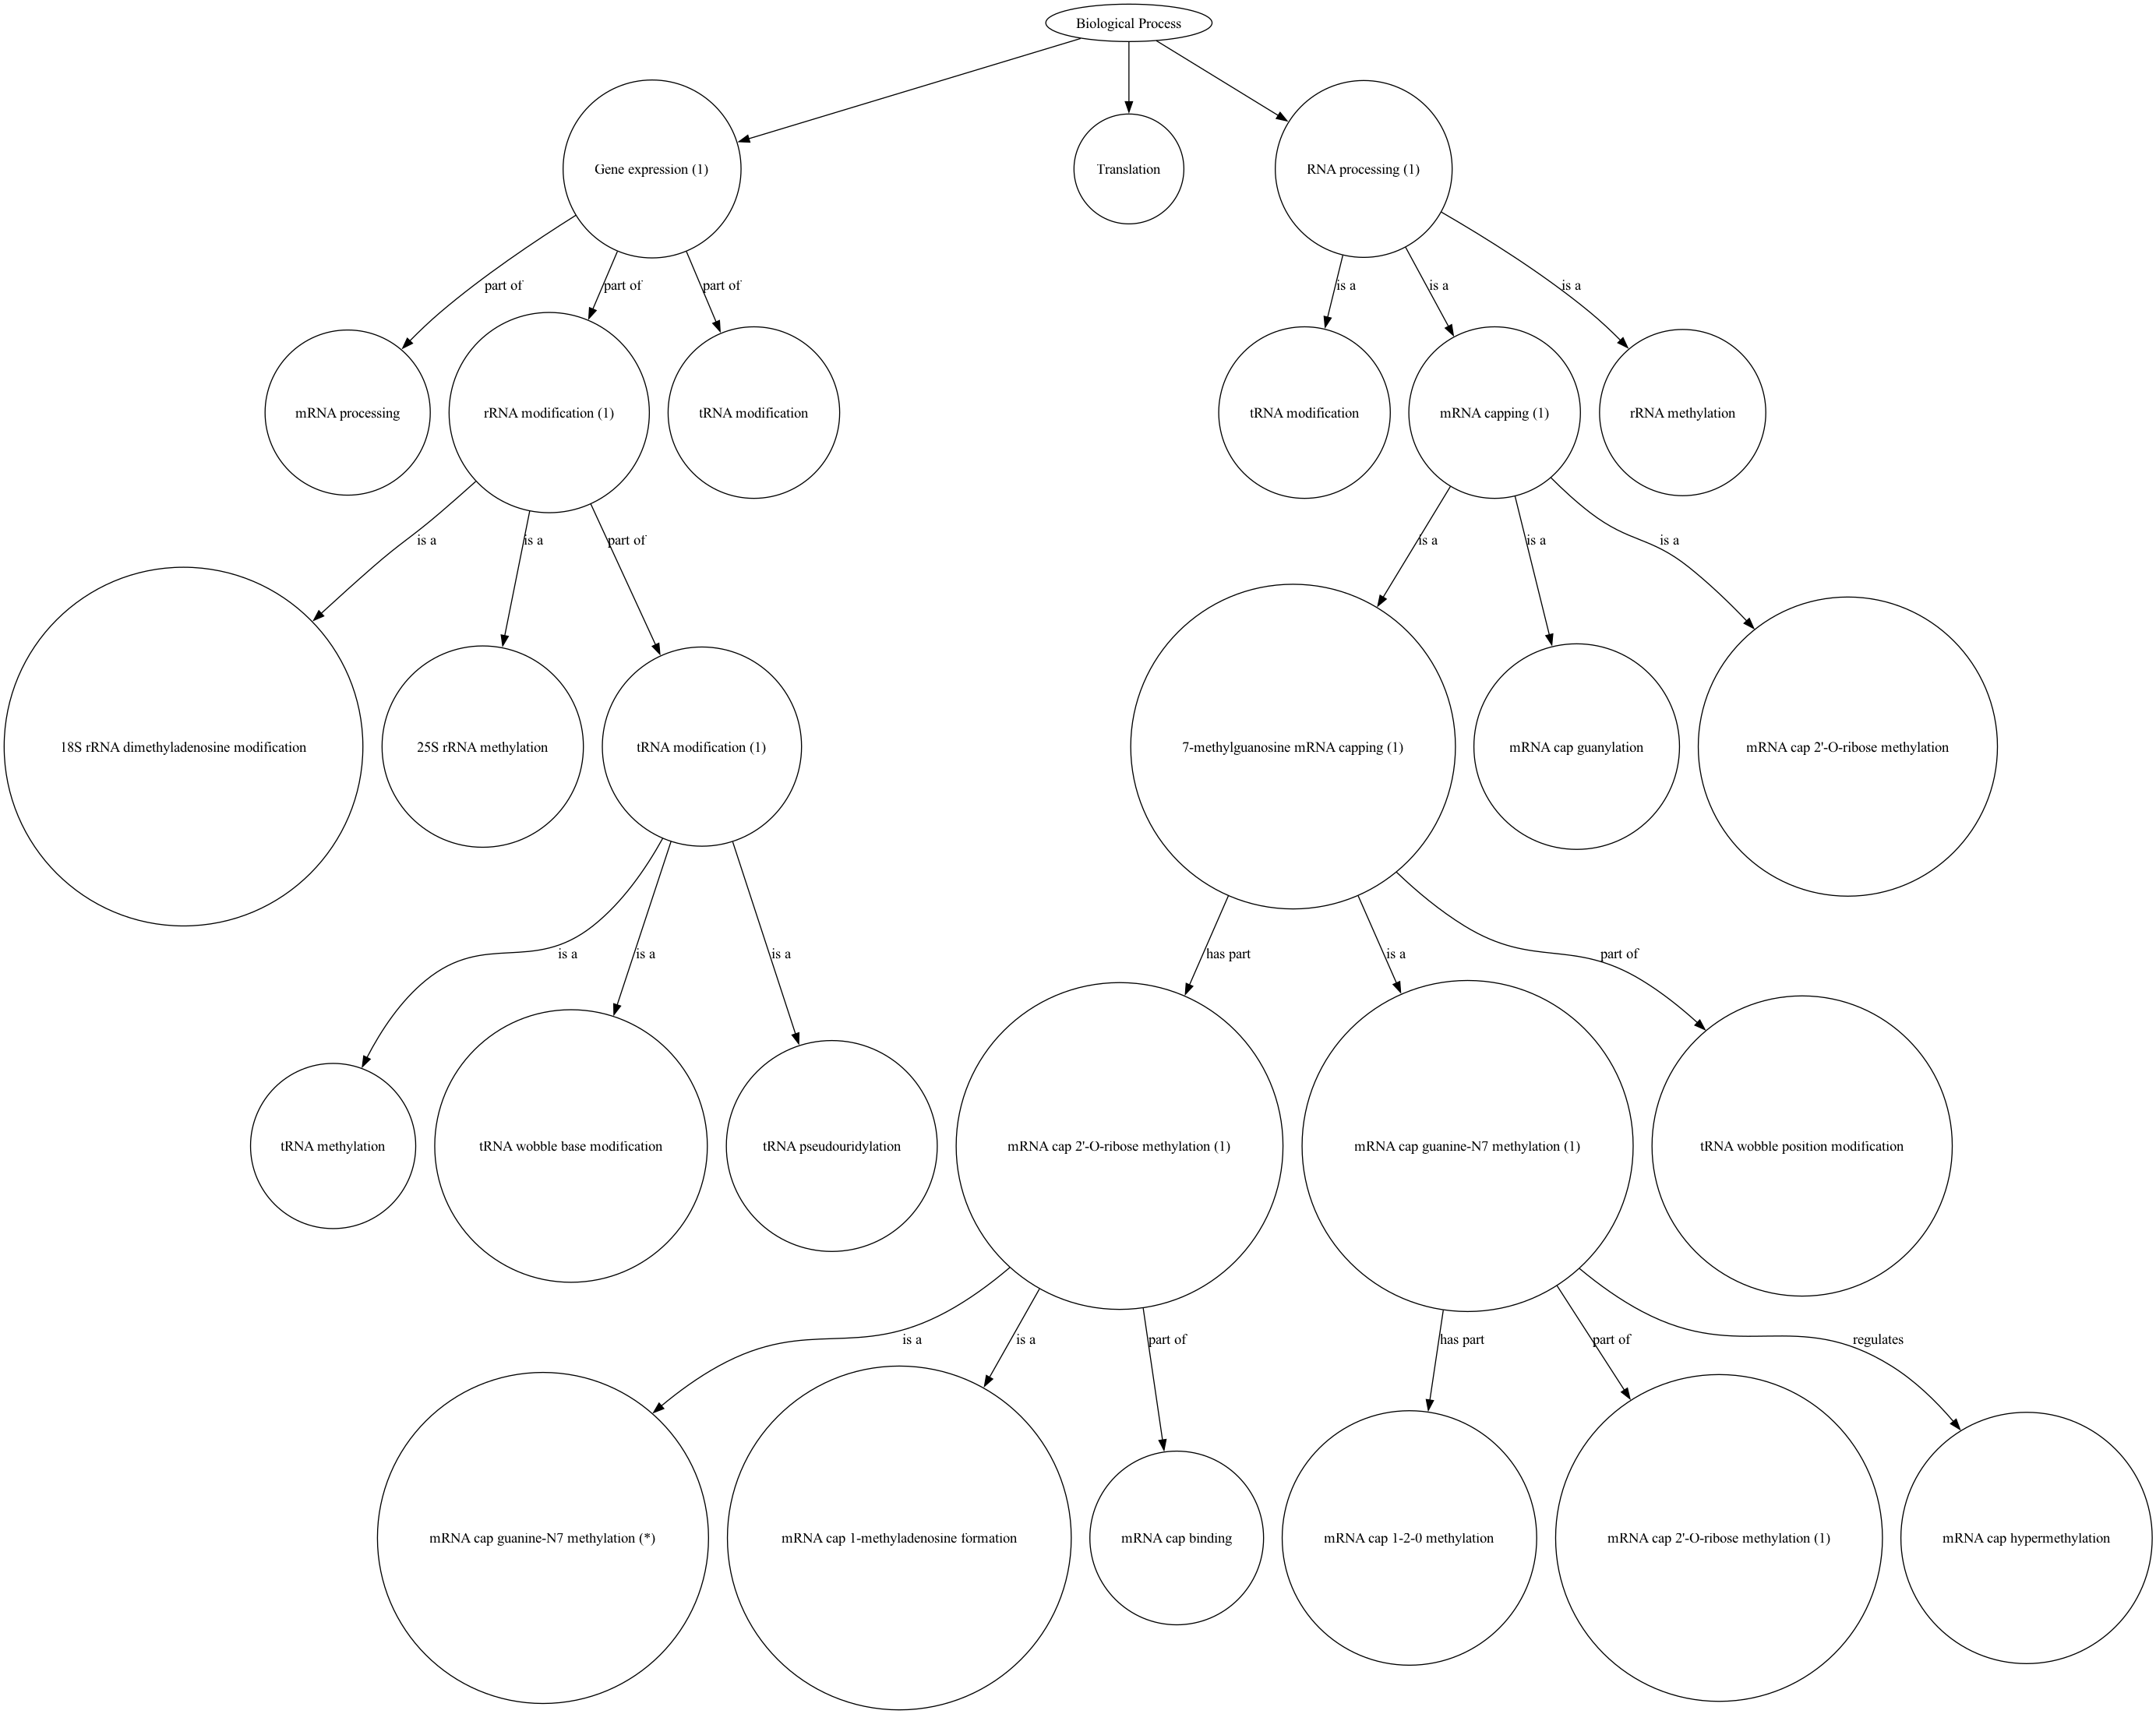 Biological Process
Gene expression (1)
Translation
RNA processing (1)
part of
part of
part of
is a
is a
is a
mRNA processing
rRNA modification (1)
tRNA modification
tRNA modification
mRNA capping (1)
rRNA methylation
is a
is a
part of
is a
is a
is a
18S rRNA dimethyladenosine modification
25S rRNA methylation
tRNA modification (1)
7-methylguanosine mRNA capping (1)
mRNA cap guanylation
mRNA cap 2'-O-ribose methylation
is a
is a
is a
has part
is a
part of
tRNA methylation
tRNA wobble base modification
tRNA pseudouridylation
mRNA cap 2'-O-ribose methylation (1)
mRNA cap guanine-N7 methylation (1)
tRNA wobble position modification
is a
is a
part of
has part
part of
regulates
mRNA cap guanine-N7 methylation (*)
mRNA cap 1-methyladenosine formation
mRNA cap binding
mRNA cap 1-2-0 methylation
mRNA cap 2'-O-ribose methylation (1)
mRNA cap hypermethylation